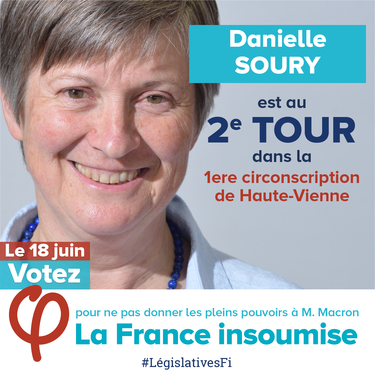 Danielle
SOURY
est au
2e TOUR
dans la
1ere circonscription
de Haute-Vienne
Le 18 juin
Votez
pour ne pas donner les pleins pouvoirs à M. Macron
La France insoumise
#LégislativesFi